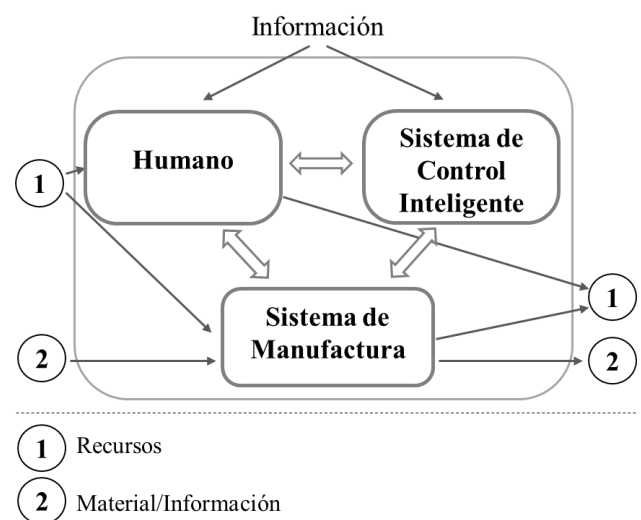 Información
Humano
Sistema de
Control
Inteligente
1
1
Sistema de
Manufactura
2
2
1 Recursos
2 Material/Información